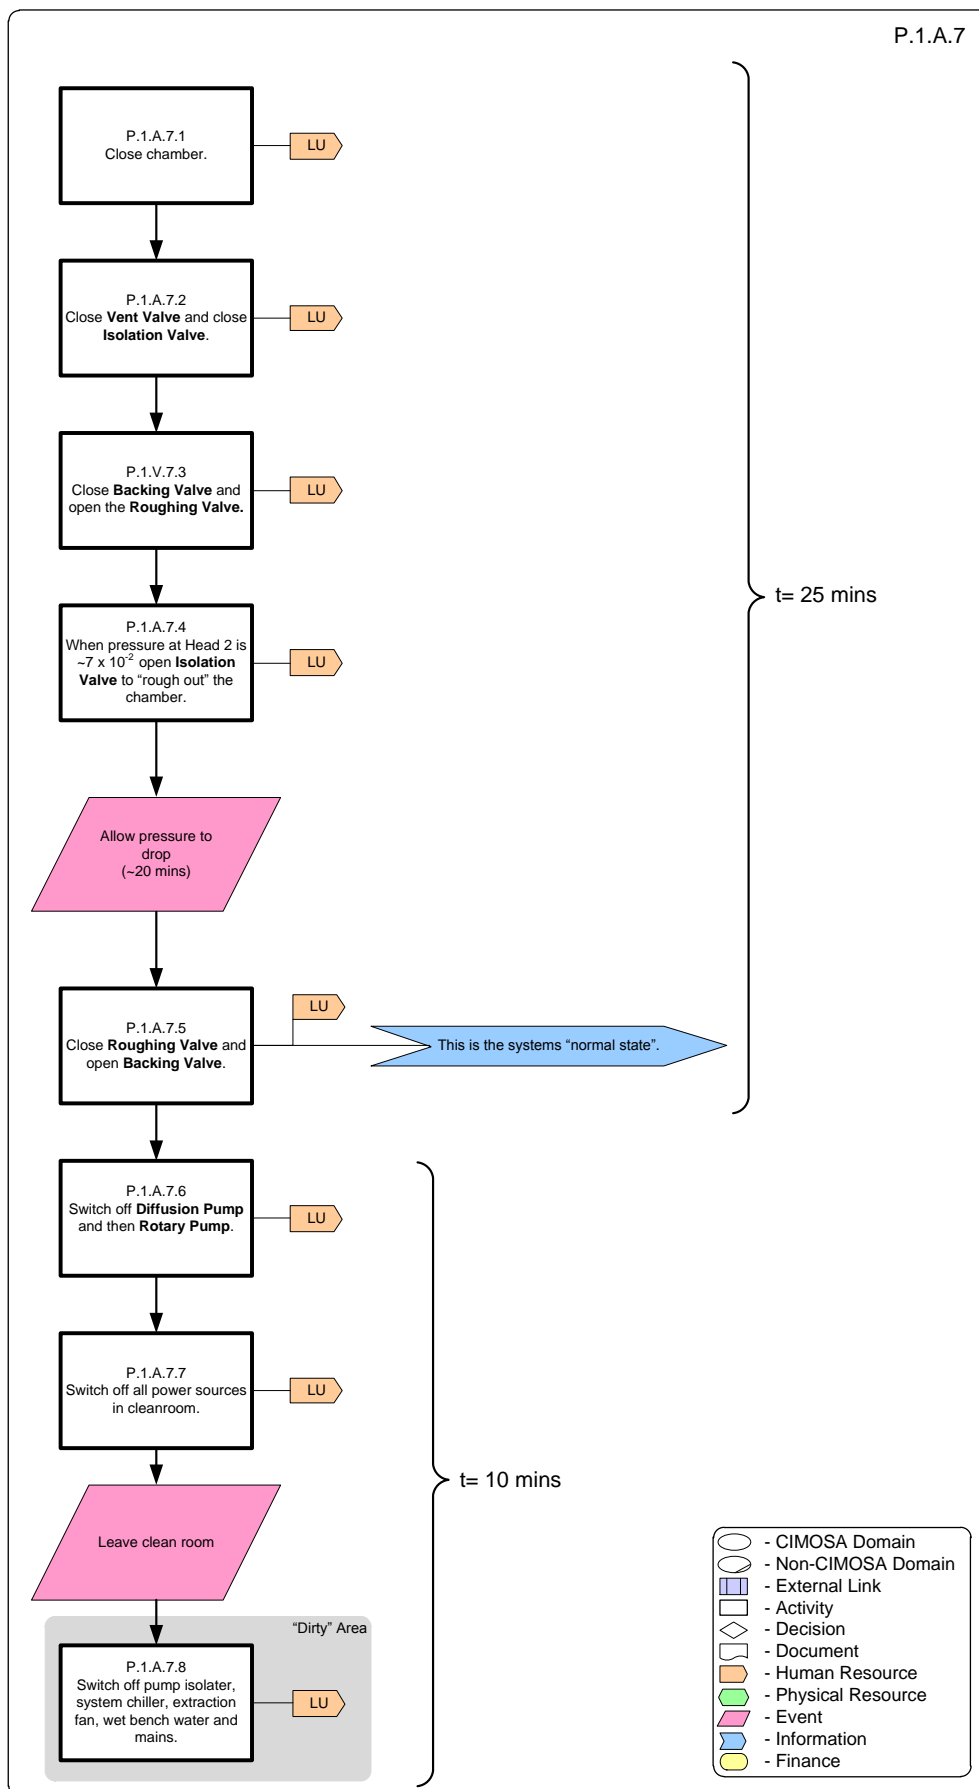 P.1.A.7
P.1.A.7.1
Close chamber.
LU
P.1.A.7.2
Close Vent Valve and close
Isolation Valve.
LU
P.1.V.7.3
Close Backing Valve and
open the Roughing Valve.
LU
t= 25 mins
P.1.A.7.4
When pressure at Head 2 is
~7 x 10⁻² open Isolation
Valve to “rough out” the
chamber.
LU
Allow pressure to
drop
(~20 mins)
P.1.A.7.5
Close Roughing Valve and
open Backing Valve.
LU
This is the systems “normal state”.
P.1.A.7.6
Switch off Diffusion Pump
and then Rotary Pump.
LU
P.1.A.7.7
Switch off all power sources
in cleanroom.
LU
t= 10 mins
Leave clean room
“Dirty” Area
P.1.A.7.8
Switch off pump isolater,
system chiller, extraction
fan, wet bench water and
mains.
LU
- CIMOSA Domain
- Non-CIMOSA Domain
- External Link
- Activity
- Decision
- Document
- Human Resource
- Physical Resource
- Event
- Information
- Finance